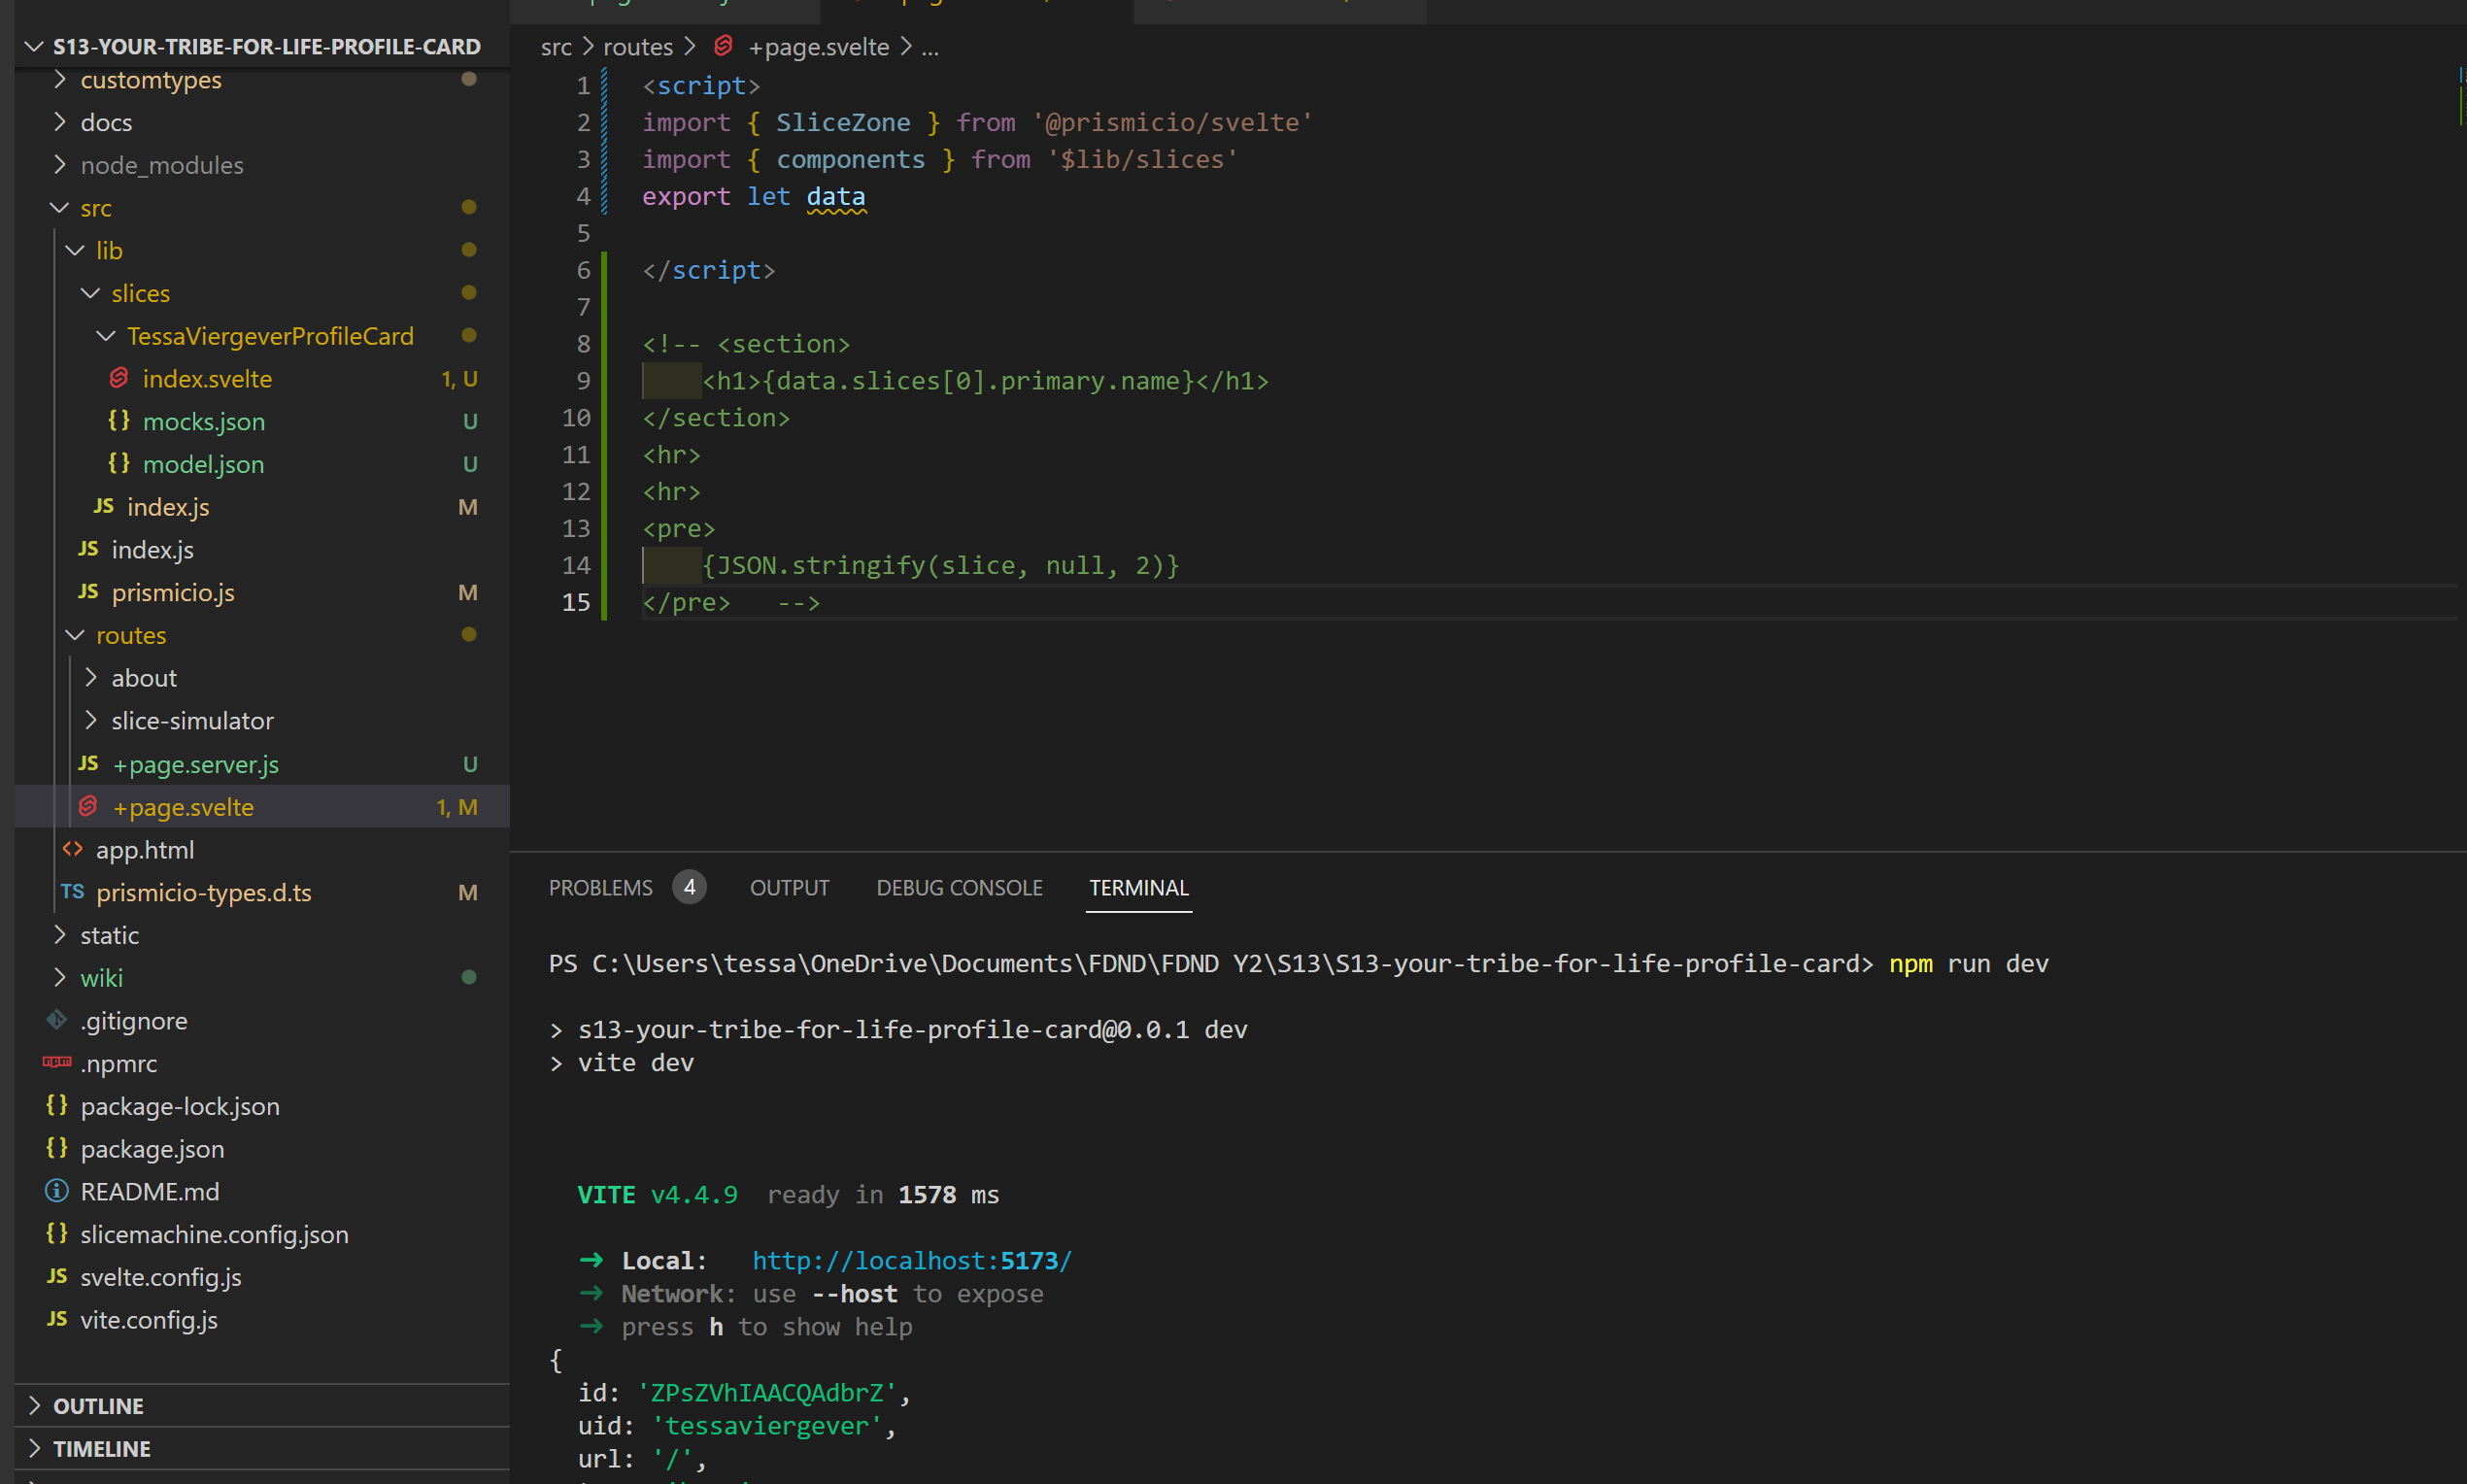 S13-YOUR-TRIBE-FOR-LIFE-PROFILE-CARD
customtypes
docs
node_modules
src
lib
slices
TessaViergeverProfileCard
index.svelte 1, U
mocks.json U
model.json U
JS index.js M
JS index.js
JS prismicio.js M
routes
about
slice-simulator
JS +page.server.js U
+page.svelte 1, M
app.html
TS prismicio-types.d.ts M
static
wiki
.gitignore
.npmrc
package-lock.json
package.json
README.md
slicemachine.config.json
JS svelte.config.js
JS vite.config.js
OUTLINE
TIMELINE
src > routes > +page.svelte > ...
1 <script>
2 import { SliceZone } from '@prismicio/svelte'
3 import { components } from '$lib/slices'
4 export let data
5
6 </script>
7
8 <!-- <section>
9 <h1>{data.slices[0].primary.name}</h1>
10 </section>
11 <hr>
12 <hr>
13 <pre>
14 {JSON.stringify(slice, null, 2)}
15 </pre> -->
PROBLEMS 4 OUTPUT DEBUG CONSOLE TERMINAL
PS C:\Users\tessa\OneDrive\Documents\FDND\FDND Y2\S13\S13-your-tribe-for-life-profile-card> npm run dev
> s13-your-tribe-for-life-profile-card@0.0.1 dev
> vite dev
VITE v4.4.9 ready in 1578 ms
➜ Local: http://localhost:5173/
➜ Network: use --host to expose
➜ press h to show help
{
id: 'ZPsZVhIAACQAdbrZ',
uid: 'tessaviergever',
url: '/',